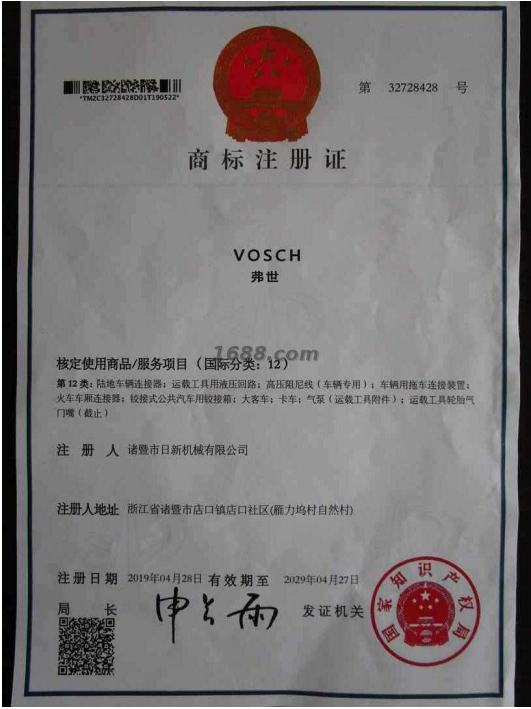 第 32728428 号
*TMZC32728428D01T190522*
商标注册证
VOSCH
弗世
1688.com
核定使用商品/服务项目（国际分类：12）
第12类：陆地车辆连接器；运载工具用液压回路；高压阻尼线（车辆专用）；车辆用拖车连接装置；
火车车厢连接器；铰接式公共汽车用铰接箱；大客车；卡车；气泵（运载工具附件）；运载工具轮胎气
门嘴（截止）
注 册 人 诸暨市日新机械有限公司
注册人地址 浙江省诸暨市店口镇店口社区(雁力坞村自然村)
注册日期 2019年04月28日 有效期至 2029年04月27日
局 长 申长雨 发证机关
国家知识产权局